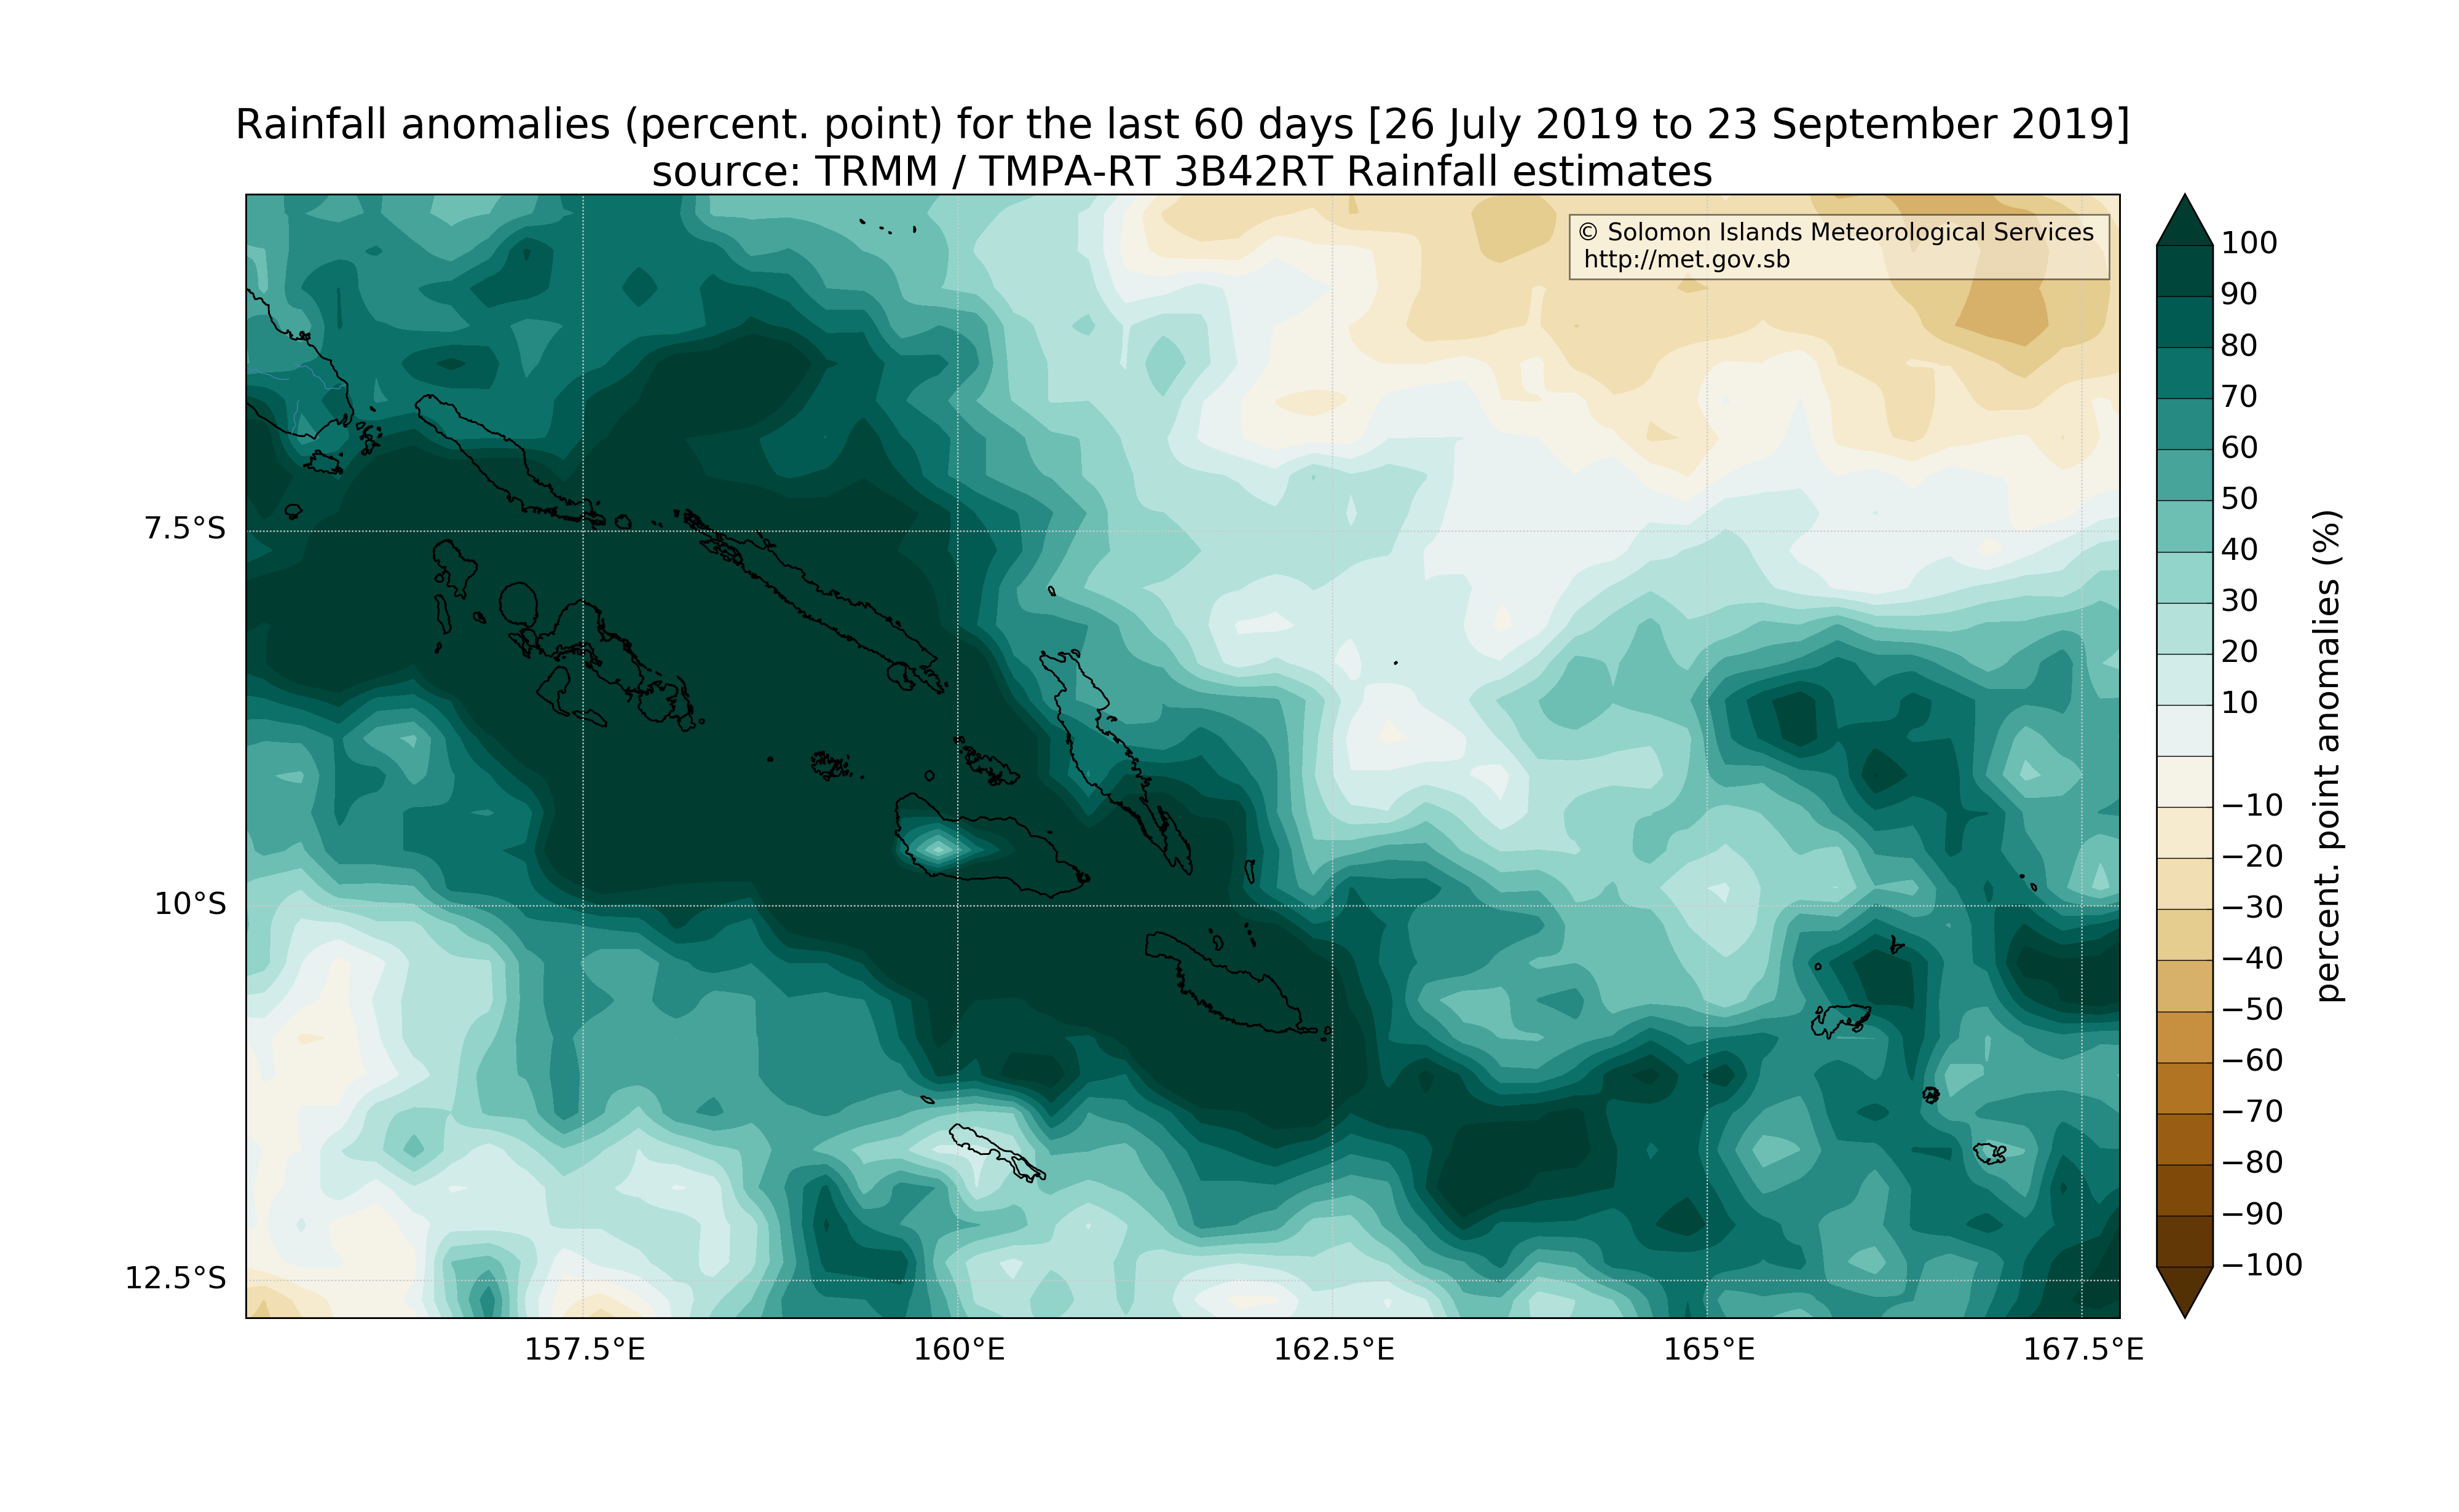 Rainfall anomalies (percent. point) for the last 60 days [26 July 2019 to 23 September 2019]
source: TRMM / TMPA-RT 3B42RT Rainfall estimates
© Solomon Islands Meteorological Services
http://met.gov.sb
7.5°S
10°S
12.5°S
157.5°E
160°E
162.5°E
165°E
167.5°E
100
90
80
70
60
50
40
30
20
10
−10
−20
−30
−40
−50
−60
−70
−80
−90
−100
percent. point anomalies (%)